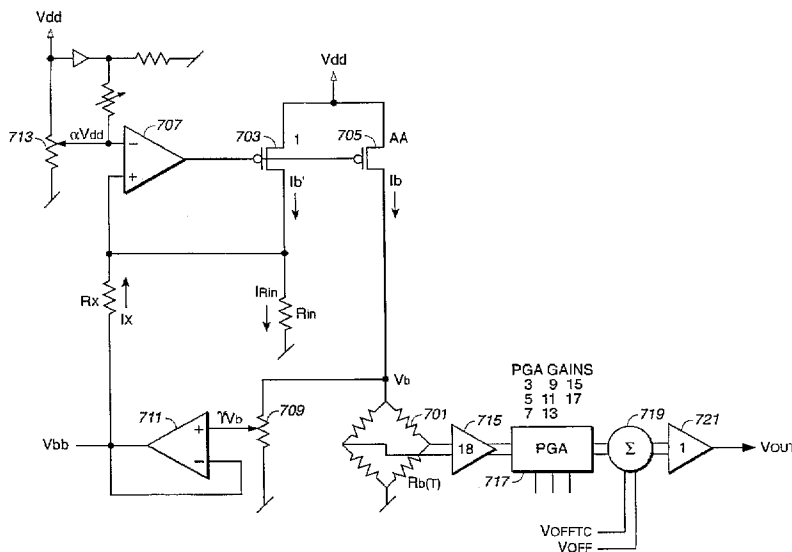 Vdd
Vdd
713
αVdd
707
703
1
705
AA
Ib'
Ib
Rx
Ix
IRin
Rin
Vb
PGA GAINS
3 9 15
5 11 17
7 13
Vbb
711
γVb
709
701
715
18
Rb(T)
PGA
717
719
Σ
721
1
VOUT
VOFFTC
VOFF